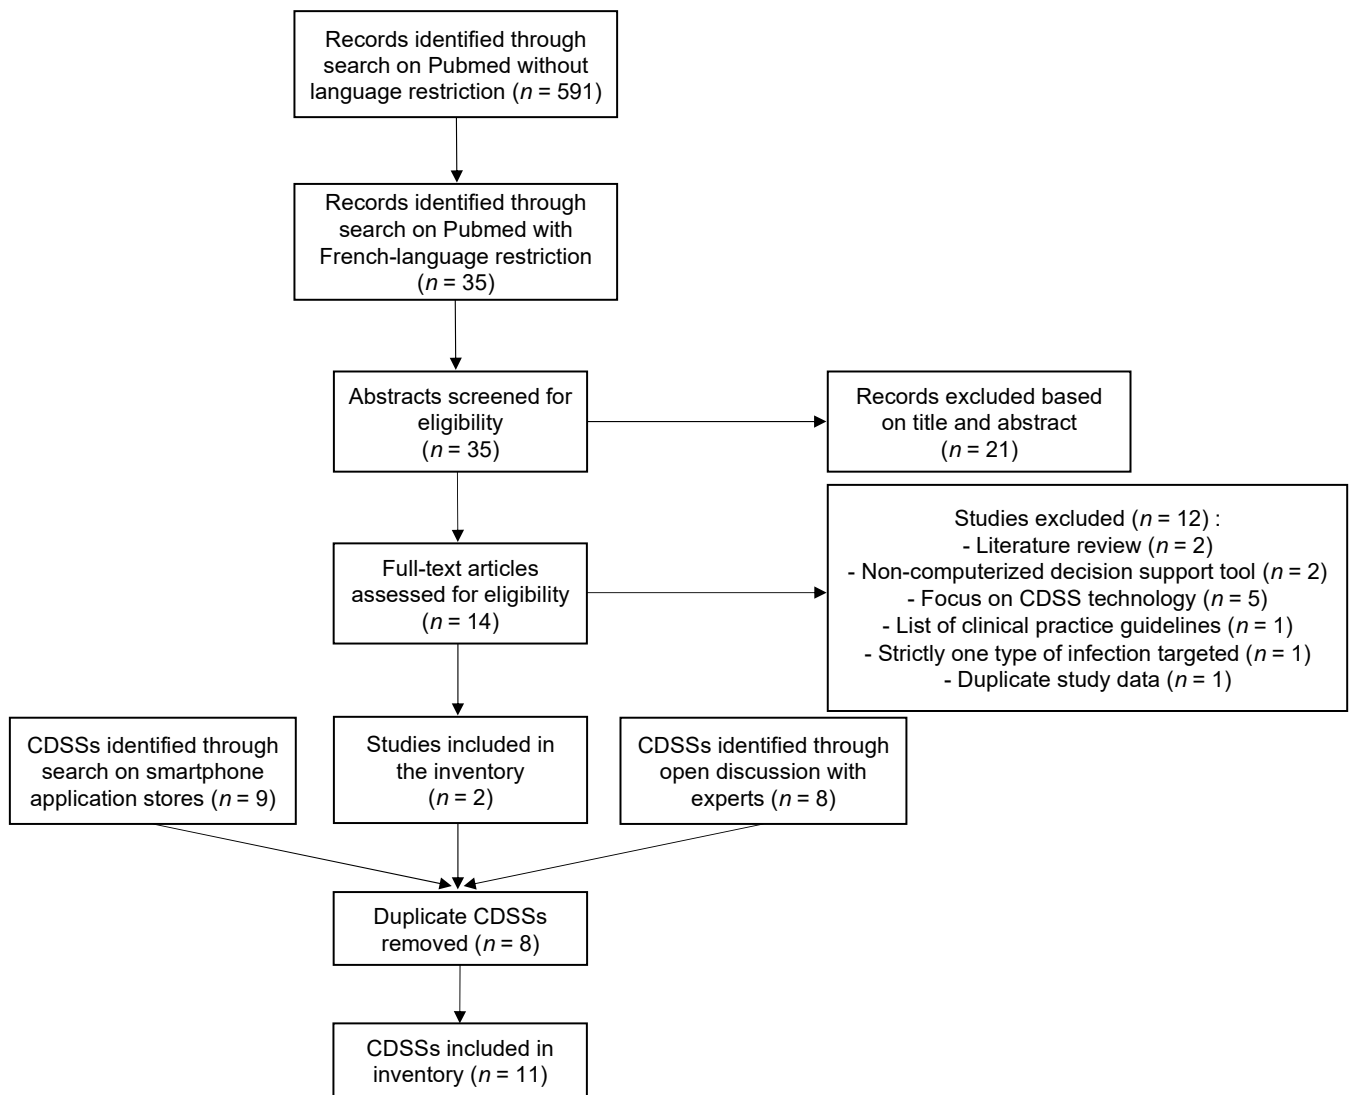 Records identified through
search on Pubmed without
language restriction (n = 591)
Records identified through
search on Pubmed with
French-language restriction
(n = 35)
Abstracts screened for
eligibility
(n = 35)
Records excluded based
on title and abstract
(n = 21)
Full-text articles
assessed for eligibility
(n = 14)
Studies excluded (n = 12) :
- Literature review (n = 2)
- Non-computerized decision support tool (n = 2)
- Focus on CDSS technology (n = 5)
- List of clinical practice guidelines (n = 1)
- Strictly one type of infection targeted (n = 1)
- Duplicate study data (n = 1)
CDSSs identified through
search on smartphone
application stores (n = 9)
Studies included in
the inventory
(n = 2)
CDSSs identified through
open discussion with
experts (n = 8)
Duplicate CDSSs
removed (n = 8)
CDSSs included in
inventory (n = 11)